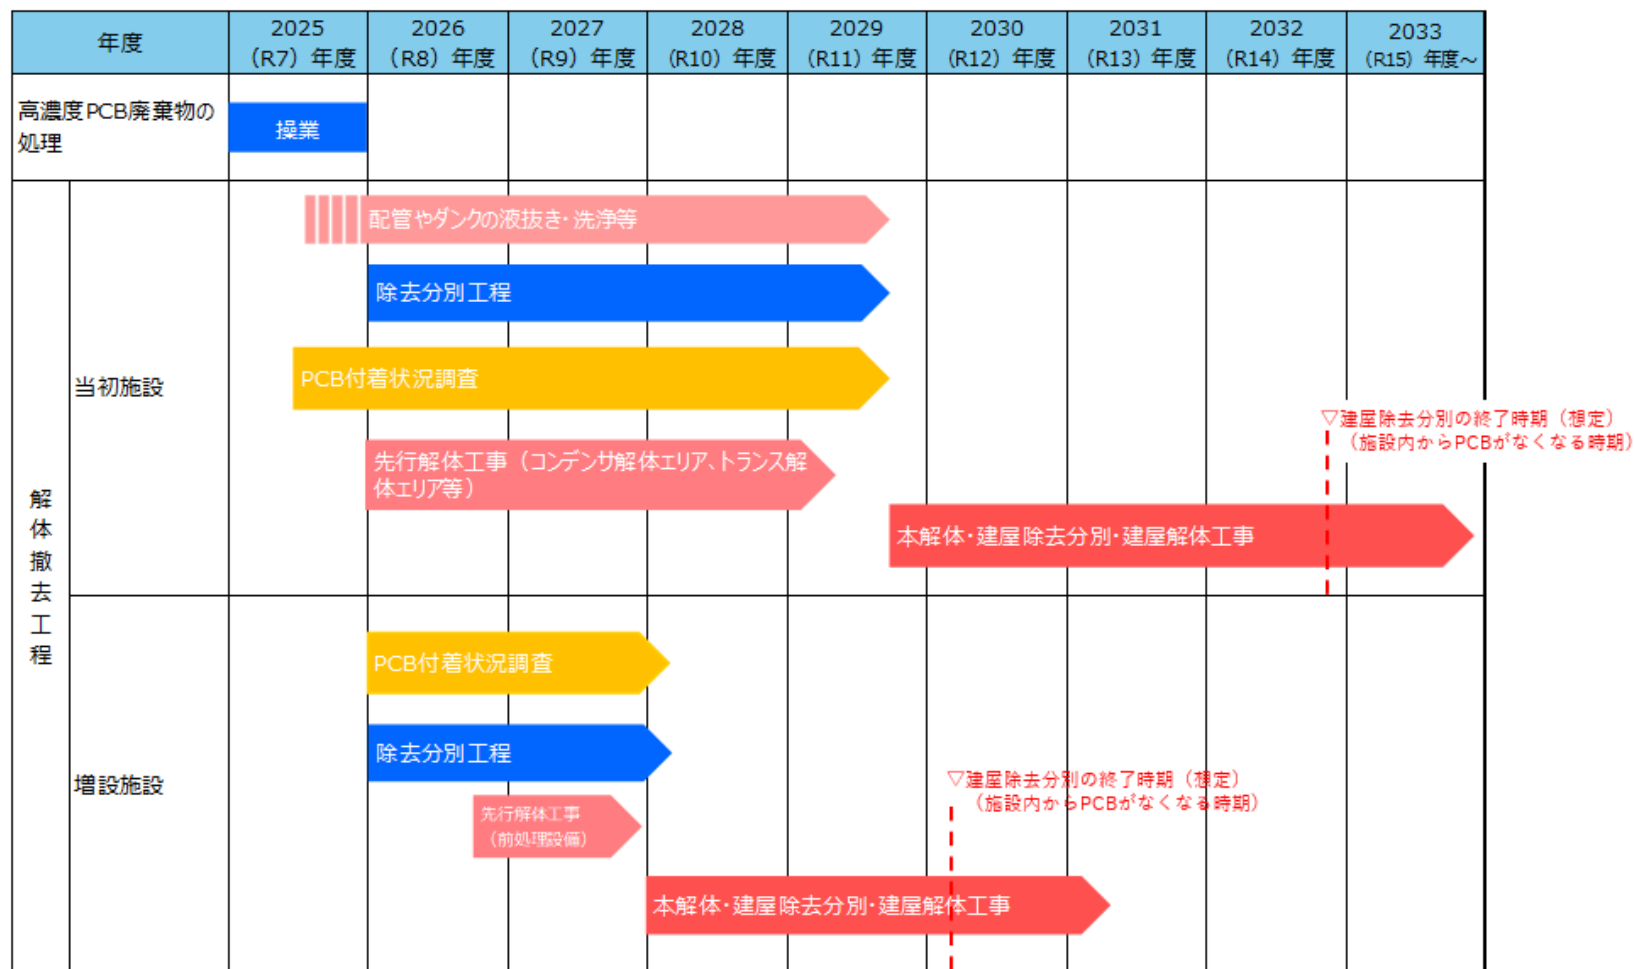 年度
2025
（R7）年度
2026
（R8）年度
2027
（R9）年度
2028
（R10）年度
2029
（R11）年度
2030
（R12）年度
2031
（R13）年度
2032
（R14）年度
2033
（R15）年度～
高濃度PCB廃棄物の
処理
操業
解体撤去工程
当初施設
配管やダンクの液抜き・洗浄等
除去分別工程
PCB付着状況調査
先行解体工事（コンデンサ解体エリア、トランス解
体エリア等）
▽建屋除去分別の終了時期（想定）
（施設内からPCBがなくなる時期）
本解体・建屋除去分別・建屋解体工事
増設施設
PCB付着状況調査
除去分別工程
先行解体工事
（前処理設備）
▽建屋除去分別の終了時期（想定）
（施設内からPCBがなくなる時期）
本解体・建屋除去分別・建屋解体工事